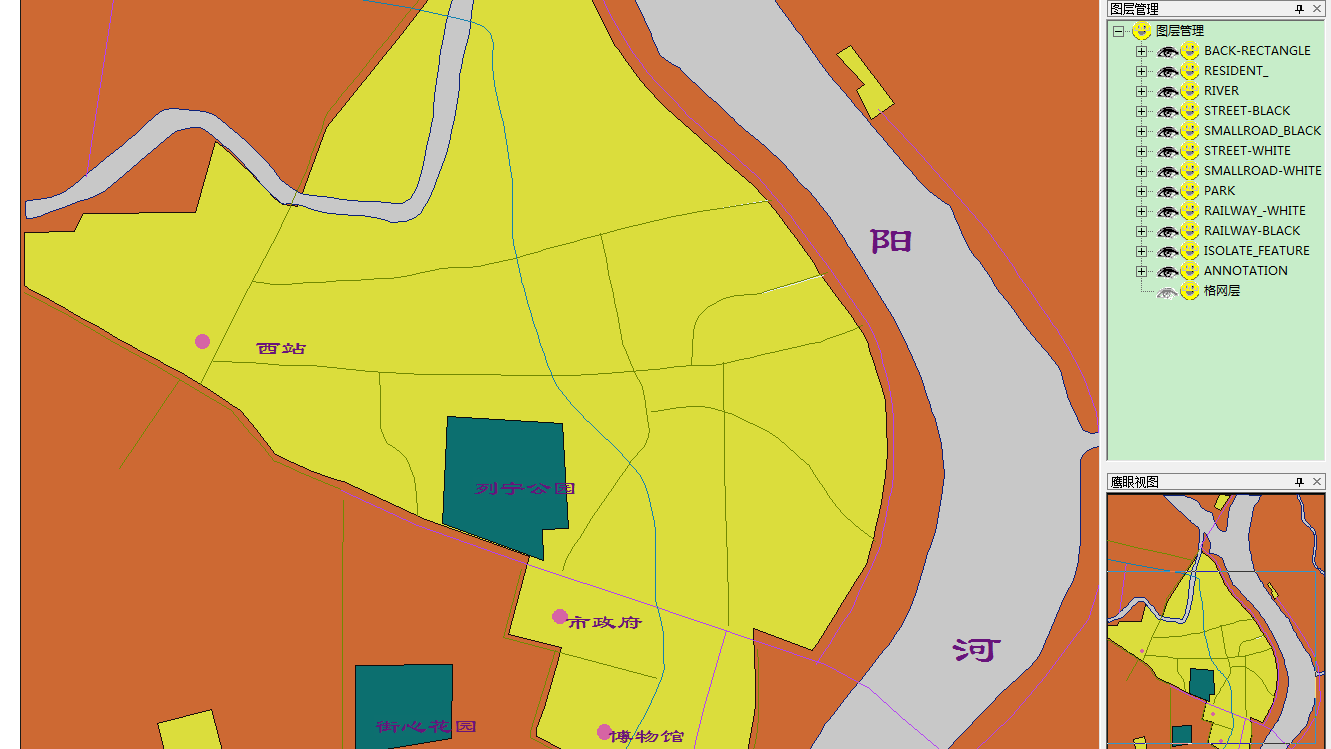 图层管理
图层管理
BACK-RECTANGLE
RESIDENT_
RIVER
STREET-BLACK
SMALLROAD_BLACK
STREET-WHITE
SMALLROAD-WHITE
PARK
RAILWAY_-WHITE
RAILWAY-BLACK
ISOLATE_FEATURE
ANNOTATION
格网层
阳
西站
鹰眼视图
列宁公园
市政府
河
街心花园
博物馆